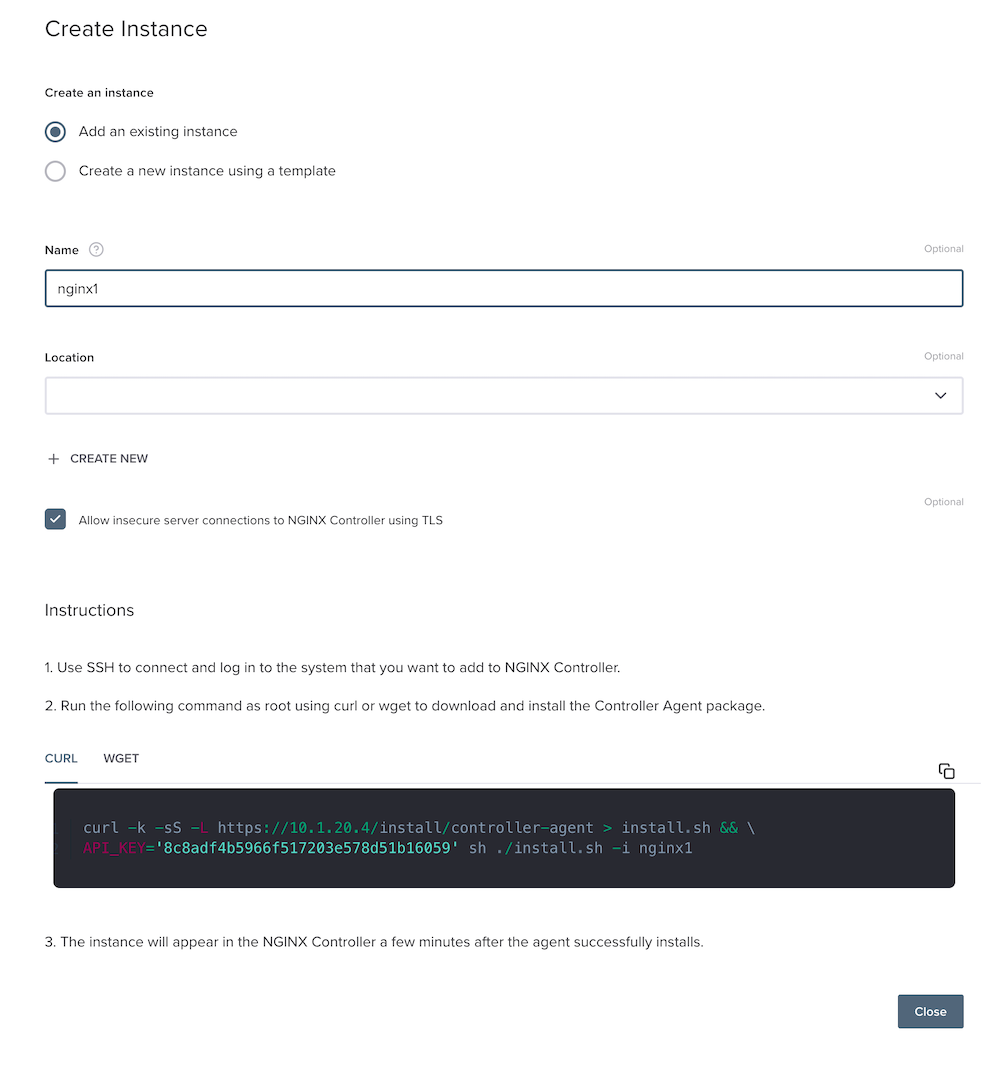 Create Instance
Create an instance
Add an existing instance
Create a new instance using a template
Name ? Optional
nginx1
Location Optional
+ CREATE NEW
Optional
Allow insecure server connections to NGINX Controller using TLS
Instructions
1. Use SSH to connect and log in to the system that you want to add to NGINX Controller.
2. Run the following command as root using curl or wget to download and install the Controller Agent package.
CURL WGET
curl -k -sS -L https://10.1.20.4/install/controller-agent > install.sh && \
API_KEY='8c8adf4b5966f517203e578d51b16059' sh ./install.sh -i nginx1
3. The instance will appear in the NGINX Controller a few minutes after the agent successfully installs.
Close